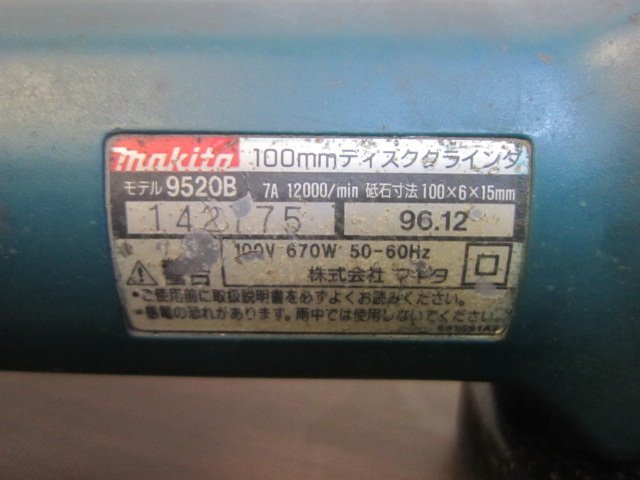 makita 100mmディスクグラインダ
モデル 9520B 7A 12000/min 砥石寸法 100×6×15mm
142175 96.12
100V 670W 50-60Hz
警告 株式会社 マキタ
・ご使用前に取扱説明書を必ずよくお読みください。
・感電の恐れがあります。雨中では使用しないでください。